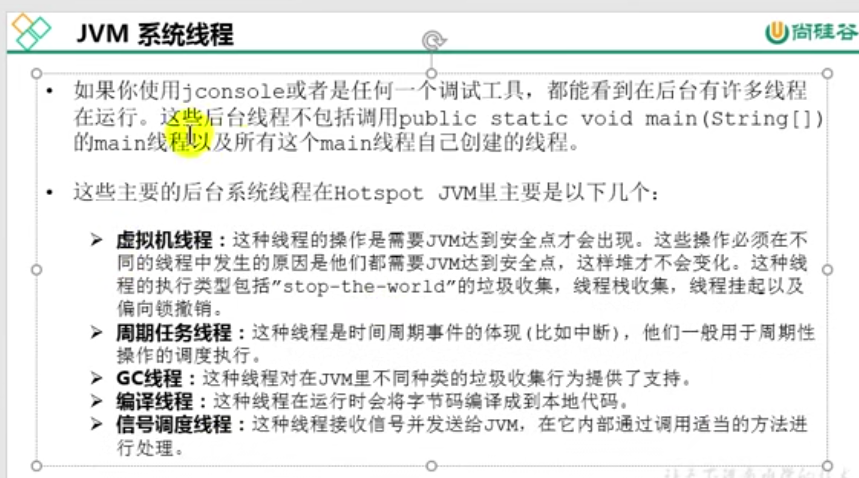 JVM 系统线程
尚硅谷
• 如果你使用jconsole或者是任何一个调试工具，都能看到在后台有许多线程
在运行。这些后台线程不包括调用public static void main(String[])
的main线程以及所有这个main线程自己创建的线程。
• 这些主要的后台系统线程在Hotspot JVM里主要是以下几个：
➢ 虚拟机线程：这种线程的操作是需要JVM达到安全点才会出现。这些操作必须在不
同的线程中发生的原因是他们都需要JVM达到安全点，这样堆才不会变化。这种线
程的执行类型包括"stop-the-world"的垃圾收集，线程栈收集，线程挂起以及
偏向锁撤销。
➢ 周期任务线程：这种线程是时间周期事件的体现(比如中断)，他们一般用于周期性
操作的调度执行。
➢ GC线程：这种线程对在JVM里不同种类的垃圾收集行为提供了支持。
➢ 编译线程：这种线程在运行时会将字节码编译成到本地代码。
➢ 信号调度线程：这种线程接收信号并发送给JVM，在它内部通过调用适当的方法进
行处理。